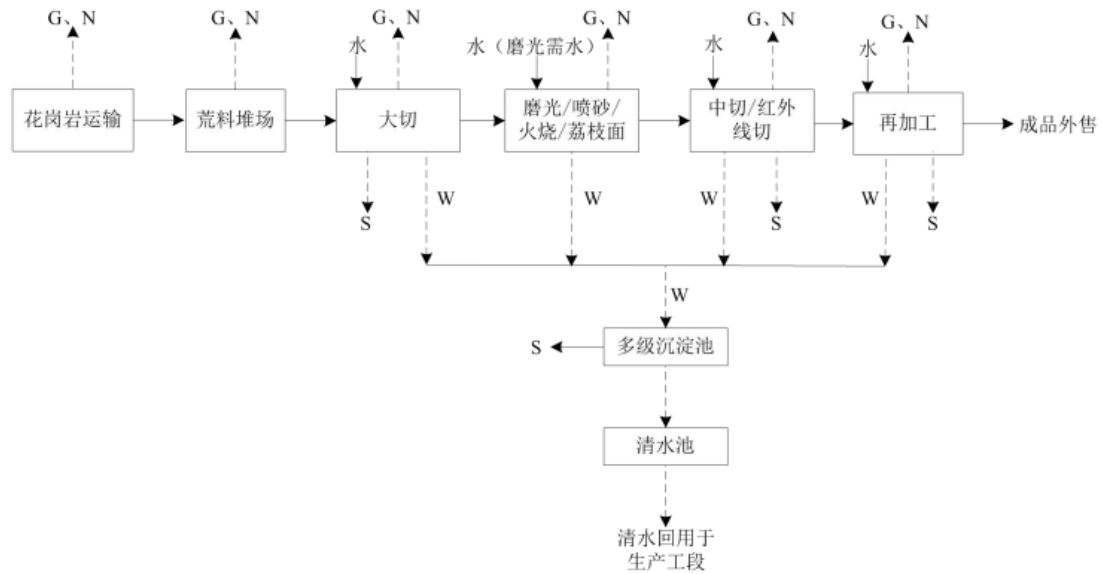 G、N
G、N
G、N
G、N
G、N
G、N
水
水（磨光需水）
水
水
花岗岩运输
荒料堆场
大切
磨光/喷砂/
火烧/荔枝面
中切/红外
线切
再加工
成品外售
S
W
W
W
S
W
S
W
S
多级沉淀池
清水池
清水回用于
生产工段